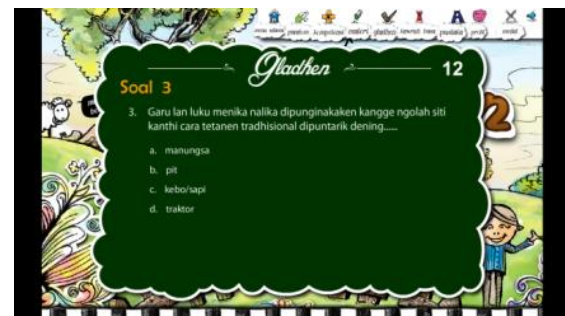 Gladhen
12
Soal 3
3. Garu lan luku menika nalika dipunginakaken kangge ngolah siti
kanthi cara tetanen tradhisional dipuntarik dening.....
a. manungsa
b. pit
c. kebo/sapi
d. traktor